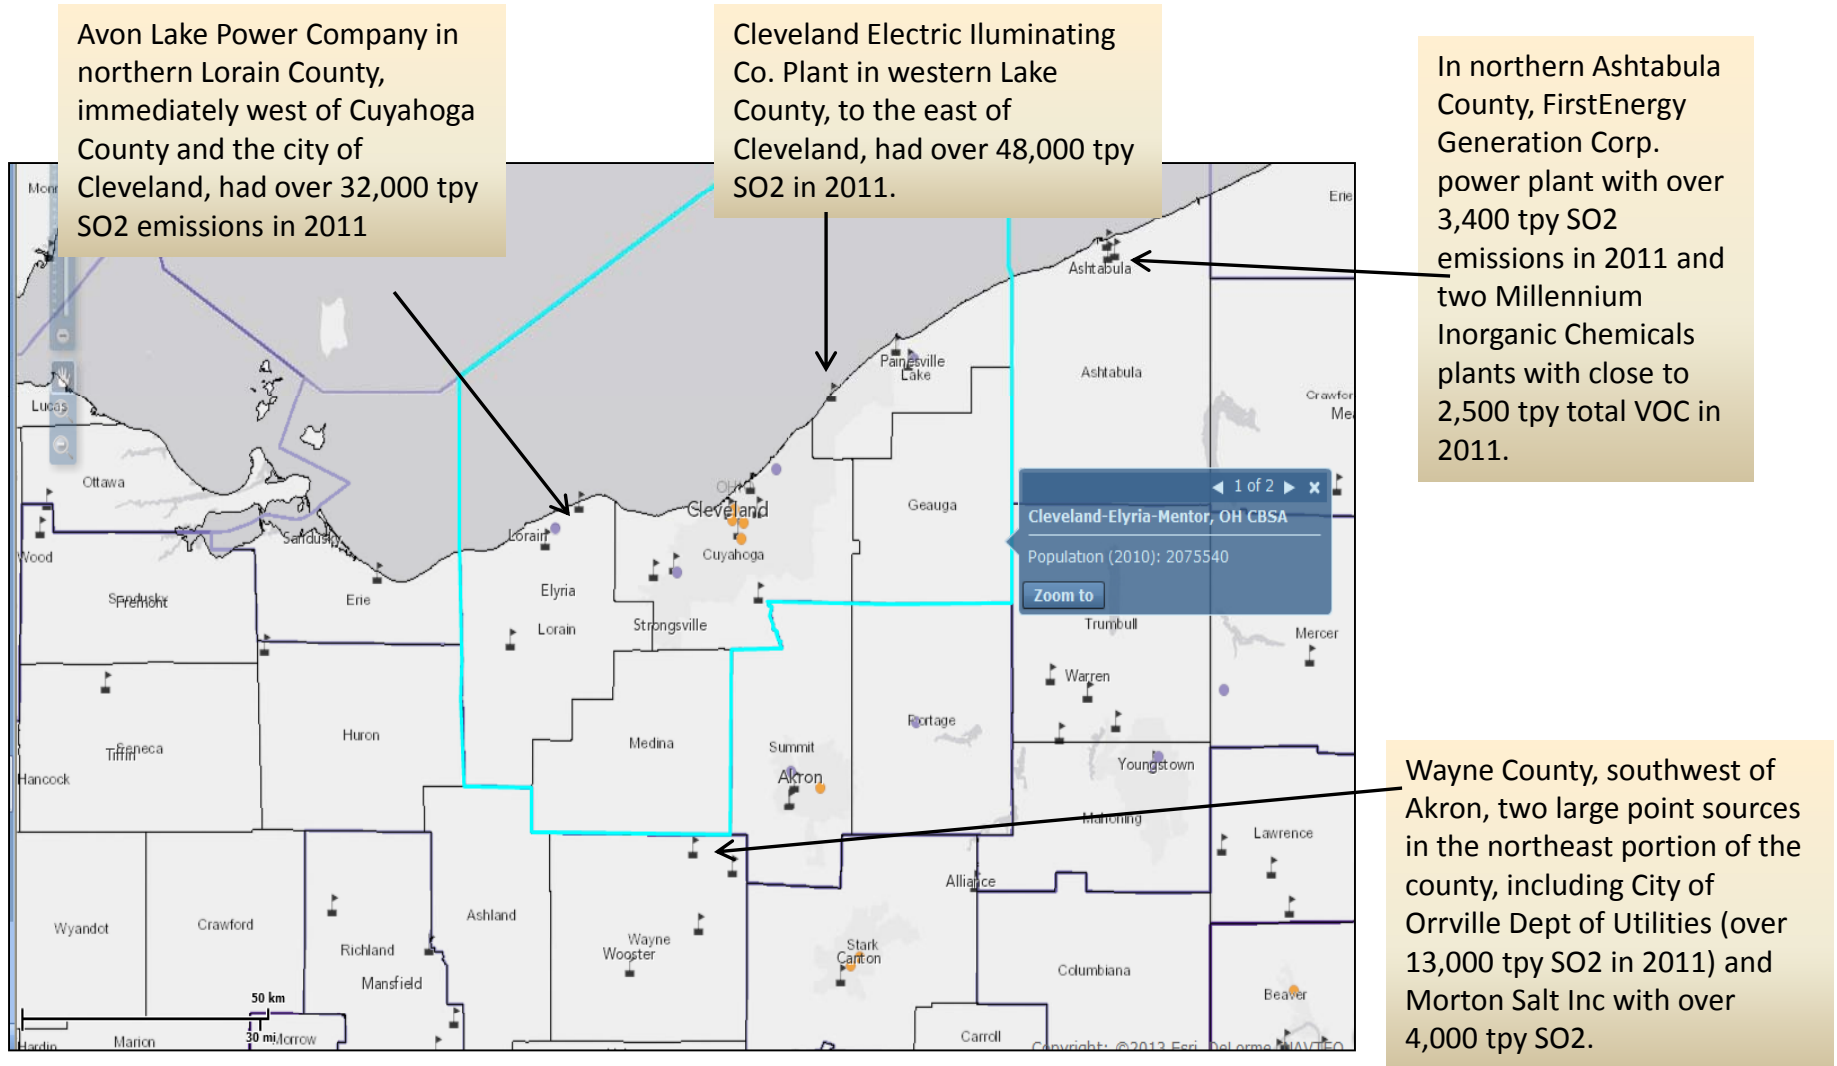 Avon Lake Power Company in
northern Lorain County,
immediately west of Cuyahoga
County and the city of
Cleveland, had over 32,000 tpy
SO2 emissions in 2011
Cleveland Electric Iluminating
Co. Plant in western Lake
County, to the east of
Cleveland, had over 48,000 tpy
SO2 in 2011.
In northern Ashtabula
County, FirstEnergy
Generation Corp.
power plant with over
3,400 tpy SO2
emissions in 2011 and
two Millennium
Inorganic Chemicals
plants with close to
2,500 tpy total VOC in
2011.
Erie
Ashtabula
Painesville
Lake
Ashtabula
Lucas
Ottawa
Geauga
1 of 2
Cleveland-Elyria-Mentor, OH CBSA
Population (2010): 2075540
Zoom to
Cleveland
Lorain
Sandusky
Cuyahoga
Wood
Elyria
Sandusky
Fremont
Erie
Lorain
Strongsville
Trumbull
Mercer
Warren
Portage
Huron
Medina
Summit
Seneca
Tiffin
Youngstown
Akron
Hancock
Mahoning
Lawrence
Alliance
Ashland
Crawford
Wyandot
Wayne
Wooster
Richland
Stark
Canton
Mansfield
Columbiana
Beaver
50 km
30 mi
Morrow
Marion
Hardin
Carroll
Copyright: ©2013 Esri, DeLorme, NAVTEQ
Wayne County, southwest of
Akron, two large point sources
in the northeast portion of the
county, including City of
Orrville Dept of Utilities (over
13,000 tpy SO2 in 2011) and
Morton Salt Inc with over
4,000 tpy SO2.